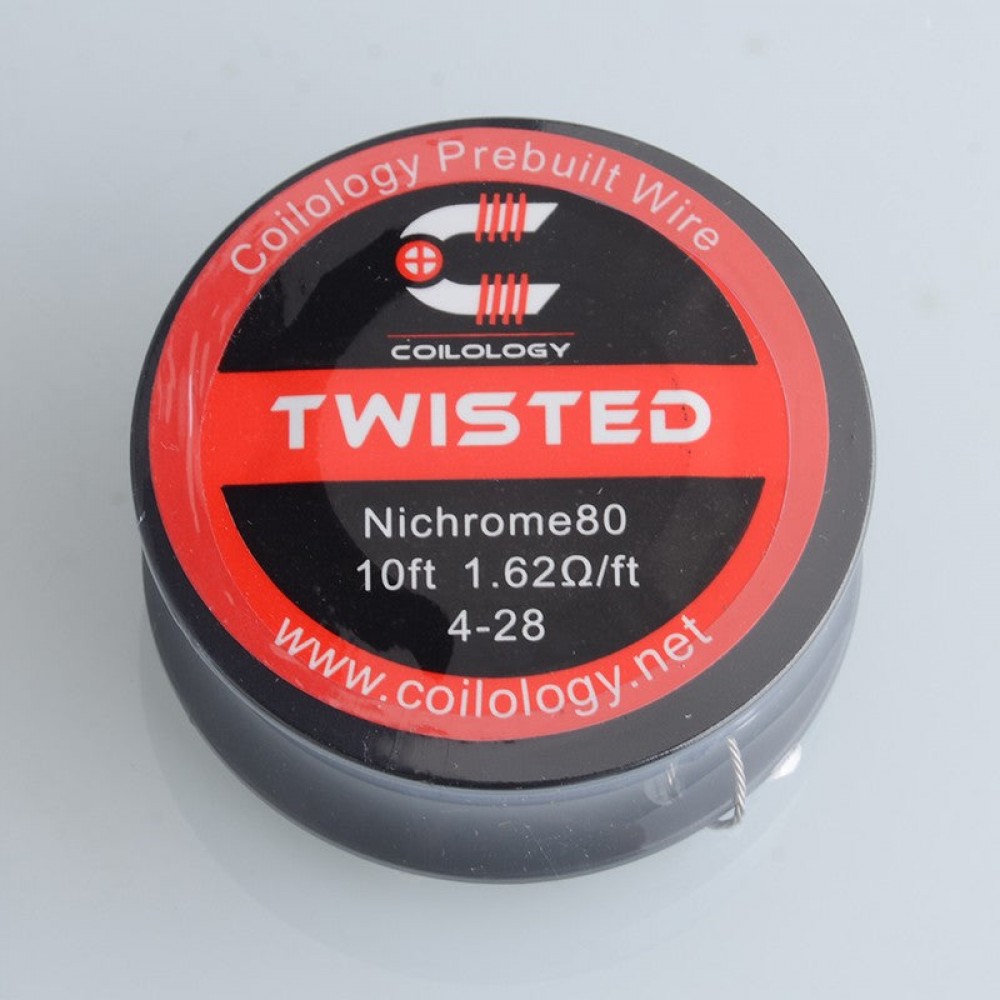 Coilology Prebuilt Wire
COILOLOGY
TWISTED
Nichrome80
10ft 1.62Ω/ft
4-28
www.coilology.net